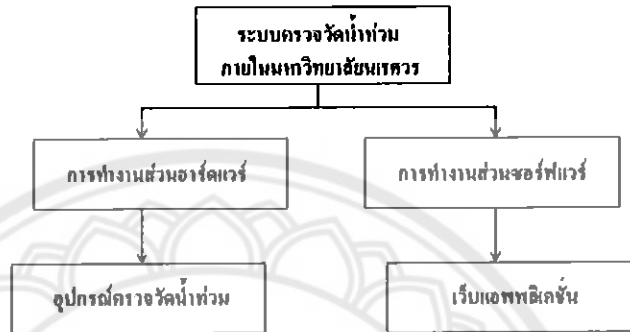 ระบบตรวจวัดน้ำท่วม
ภายในมหาวิทยาลัยนเรศวร
การทำงานส่วนฮาร์ดแวร์
การทำงานส่วนซอร์ฟแวร์
อุปกรณ์ตรวจวัดน้ำท่วม
เว็บแอพพลิเคชั่น